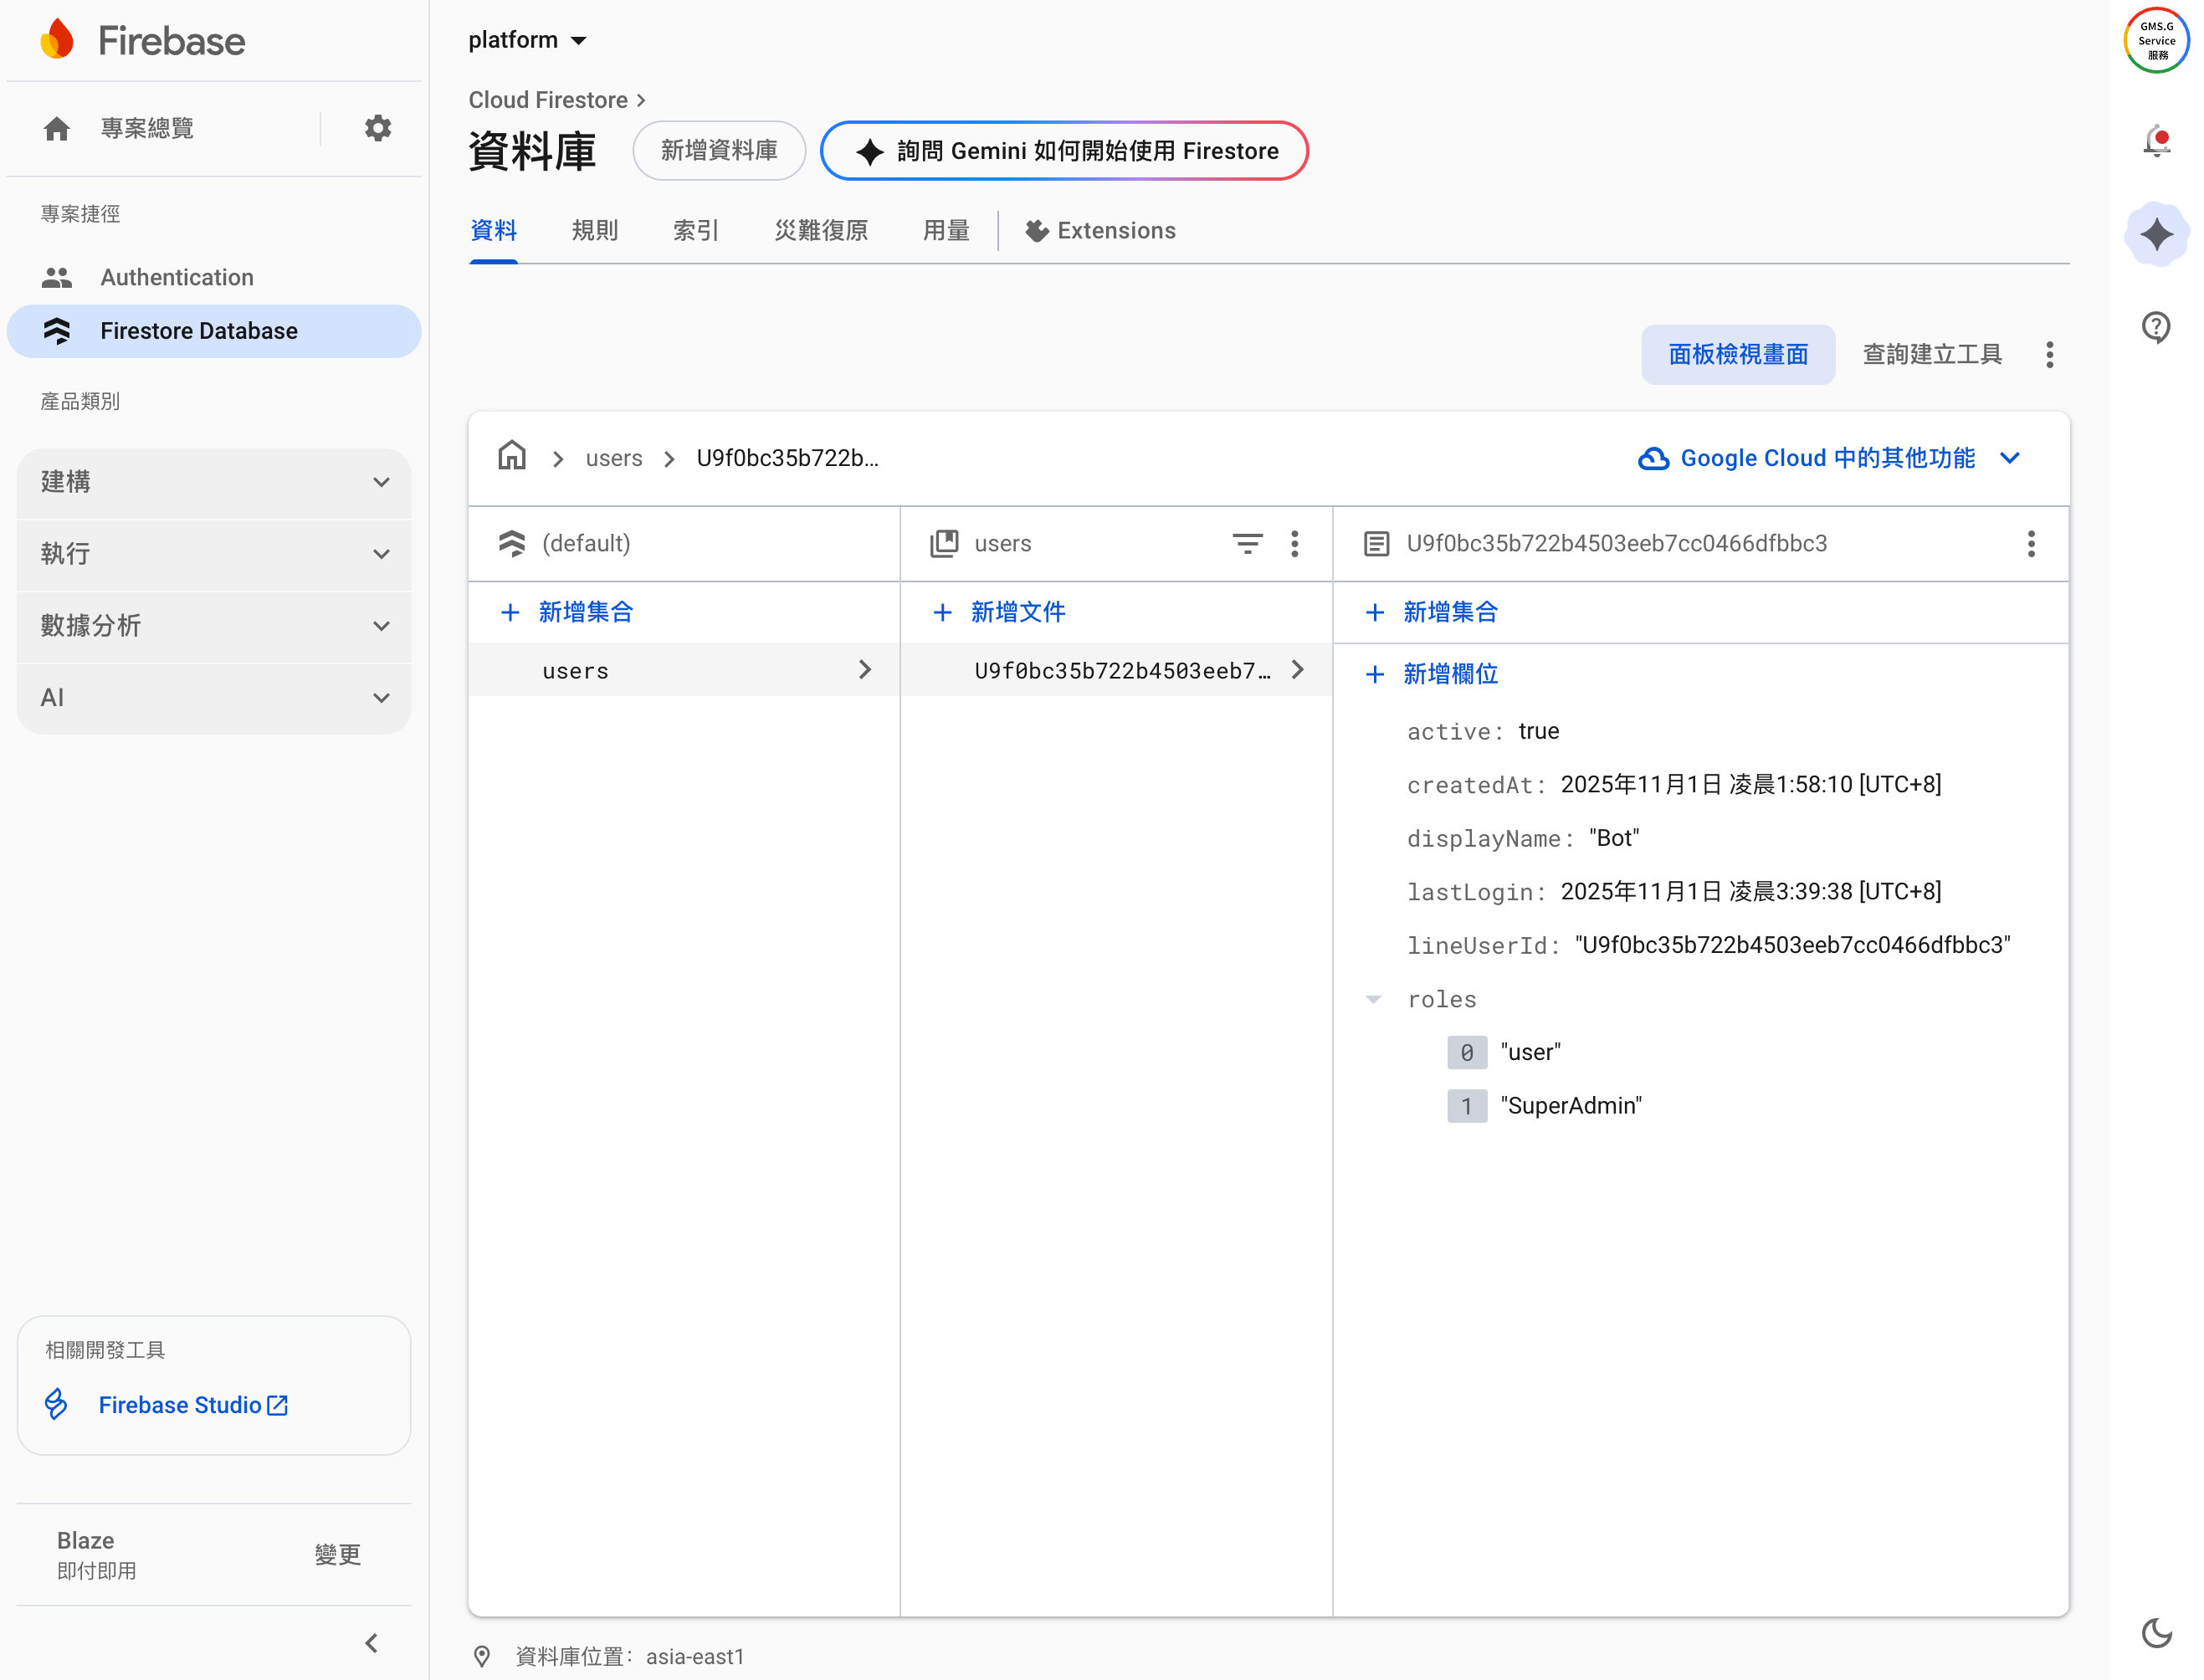 Firebase
專案總覽
專案捷徑
Authentication
Firestore Database
產品類別
建構
執行
數據分析
AI
相關開發工具
Firebase Studio
Blaze
即付即用
變更
platform
Cloud Firestore
資料庫
新增資料庫
詢問 Gemini 如何開始使用 Firestore
資料
規則
索引
災難復原
用量
Extensions
面板檢視畫面
查詢建立工具
users
U9f0bc35b722b...
Google Cloud 中的其他功能
(default)
新增集合
users
users
新增文件
U9f0bc35b722b4503eeb7...
U9f0bc35b722b4503eeb7cc0466dfbbc3
新增集合
新增欄位
active: true
createdAt: 2025年11月1日 凌晨1:58:10 [UTC+8]
displayName: "Bot"
lastLogin: 2025年11月1日 凌晨3:39:38 [UTC+8]
lineUserId: "U9f0bc35b722b4503eeb7cc0466dfbbc3"
roles
0 "user"
1 "SuperAdmin"
資料庫位置： asia-east1
GMS.G
Service
服務